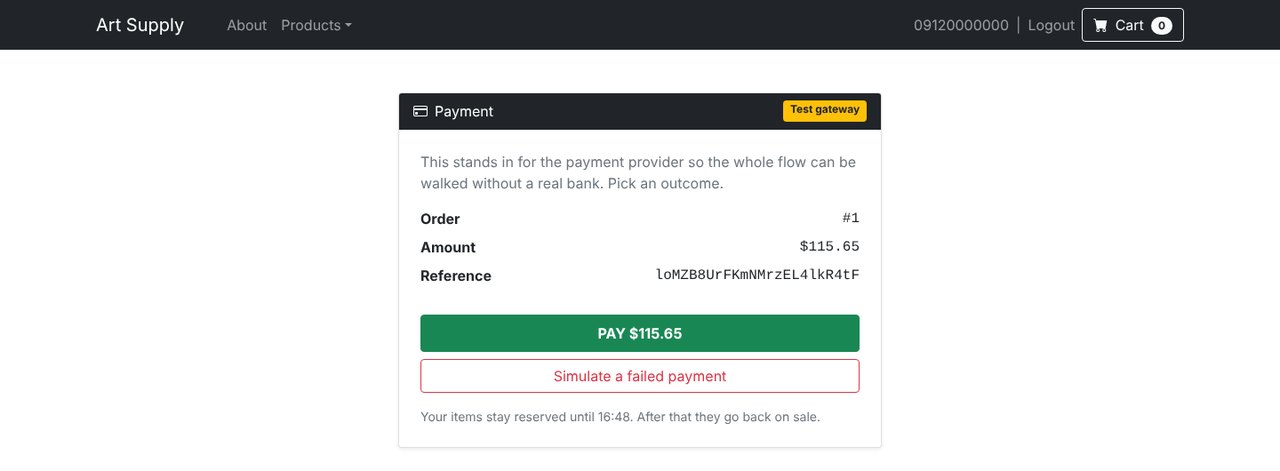 Art Supply About Products 09120000000 | Logout Cart 0
Payment Test gateway
This stands in for the payment provider so the whole flow can be
walked without a real bank. Pick an outcome.
Order #1
Amount $115.65
Reference loMZB8UrFKmNMrzEL4lkR4tF
PAY $115.65
Simulate a failed payment
Your items stay reserved until 16:48. After that they go back on sale.